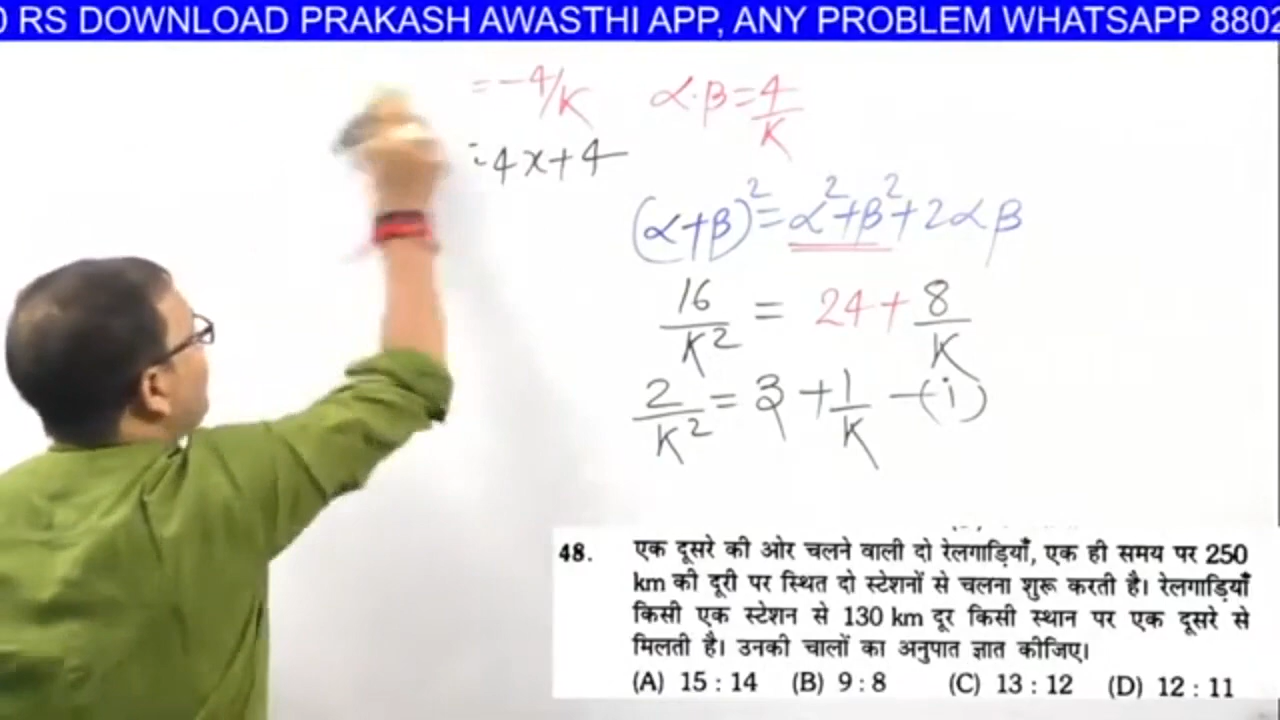 0 RS DOWNLOAD PRAKASH AWASTHI APP, ANY PROBLEM WHATSAPP 8802
= -4/K α·β = 4/K
-4x+4
(α+β)² = α²+β²+2αβ
16/K² = 24 + 8/K
2/K² = 3 + 1/K -(i)
48. एक दूसरे की ओर चलने वाली दो रेलगाड़ियाँ, एक ही समय पर 250
km की दूरी पर स्थित दो स्टेशनों से चलना शुरू करती है। रेलगाड़ियाँ
किसी एक स्टेशन से 130 km दूर किसी स्थान पर एक दूसरे से
मिलती है। उनकी चालों का अनुपात ज्ञात कीजिए।
(A) 15 : 14 (B) 9 : 8 (C) 13 : 12 (D) 12 : 11